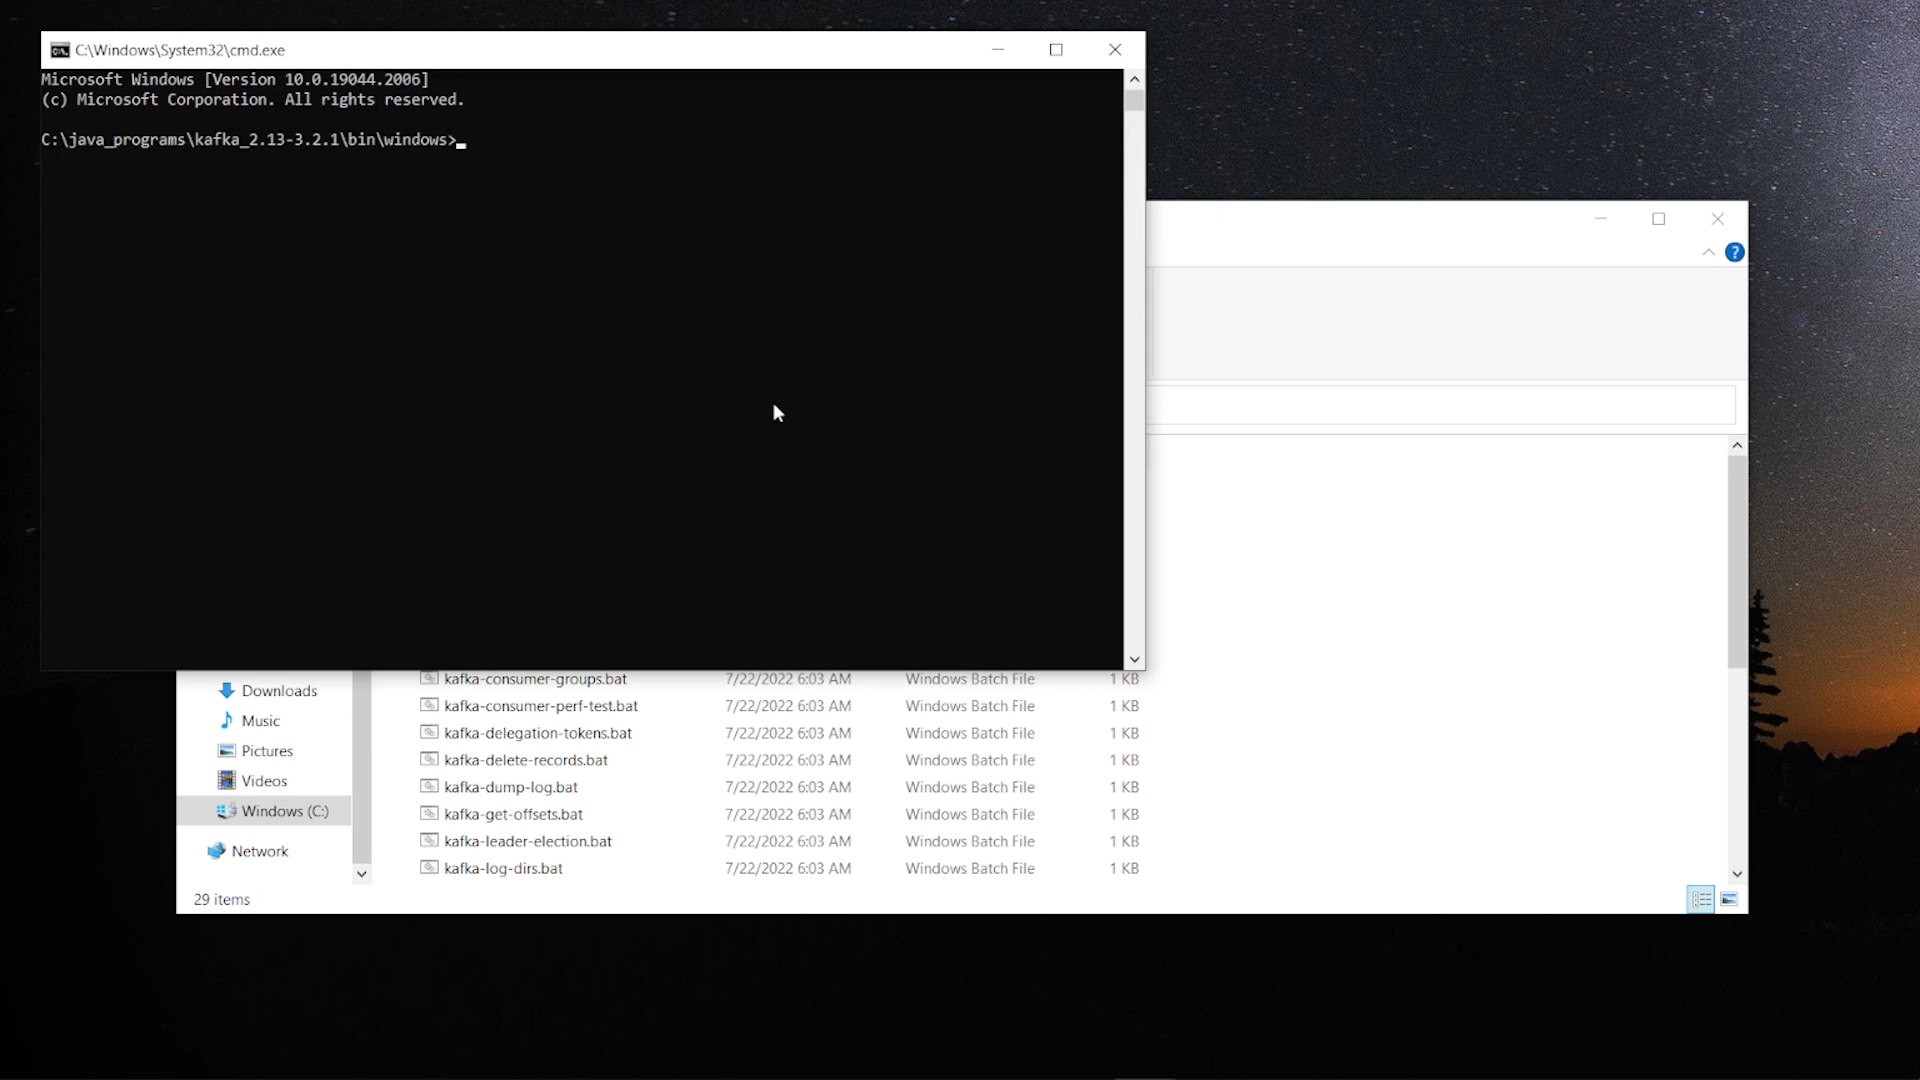 C:\Windows\System32\cmd.exe
Microsoft Windows [Version 10.0.19044.2006]
(c) Microsoft Corporation. All rights reserved.
C:\java_programs\kafka_2.13-3.2.1\bin\windows>
kafka-consumer-groups.bat 7/22/2022 6:03 AM Windows Batch File 1 KB
Downloads
kafka-consumer-perf-test.bat 7/22/2022 6:03 AM Windows Batch File 1 KB
Music
kafka-delegation-tokens.bat 7/22/2022 6:03 AM Windows Batch File 1 KB
Pictures
kafka-delete-records.bat 7/22/2022 6:03 AM Windows Batch File 1 KB
Videos
kafka-dump-log.bat 7/22/2022 6:03 AM Windows Batch File 1 KB
Windows (C:)
kafka-get-offsets.bat 7/22/2022 6:03 AM Windows Batch File 1 KB
kafka-leader-election.bat 7/22/2022 6:03 AM Windows Batch File 1 KB
Network
kafka-log-dirs.bat 7/22/2022 6:03 AM Windows Batch File 1 KB
29 items